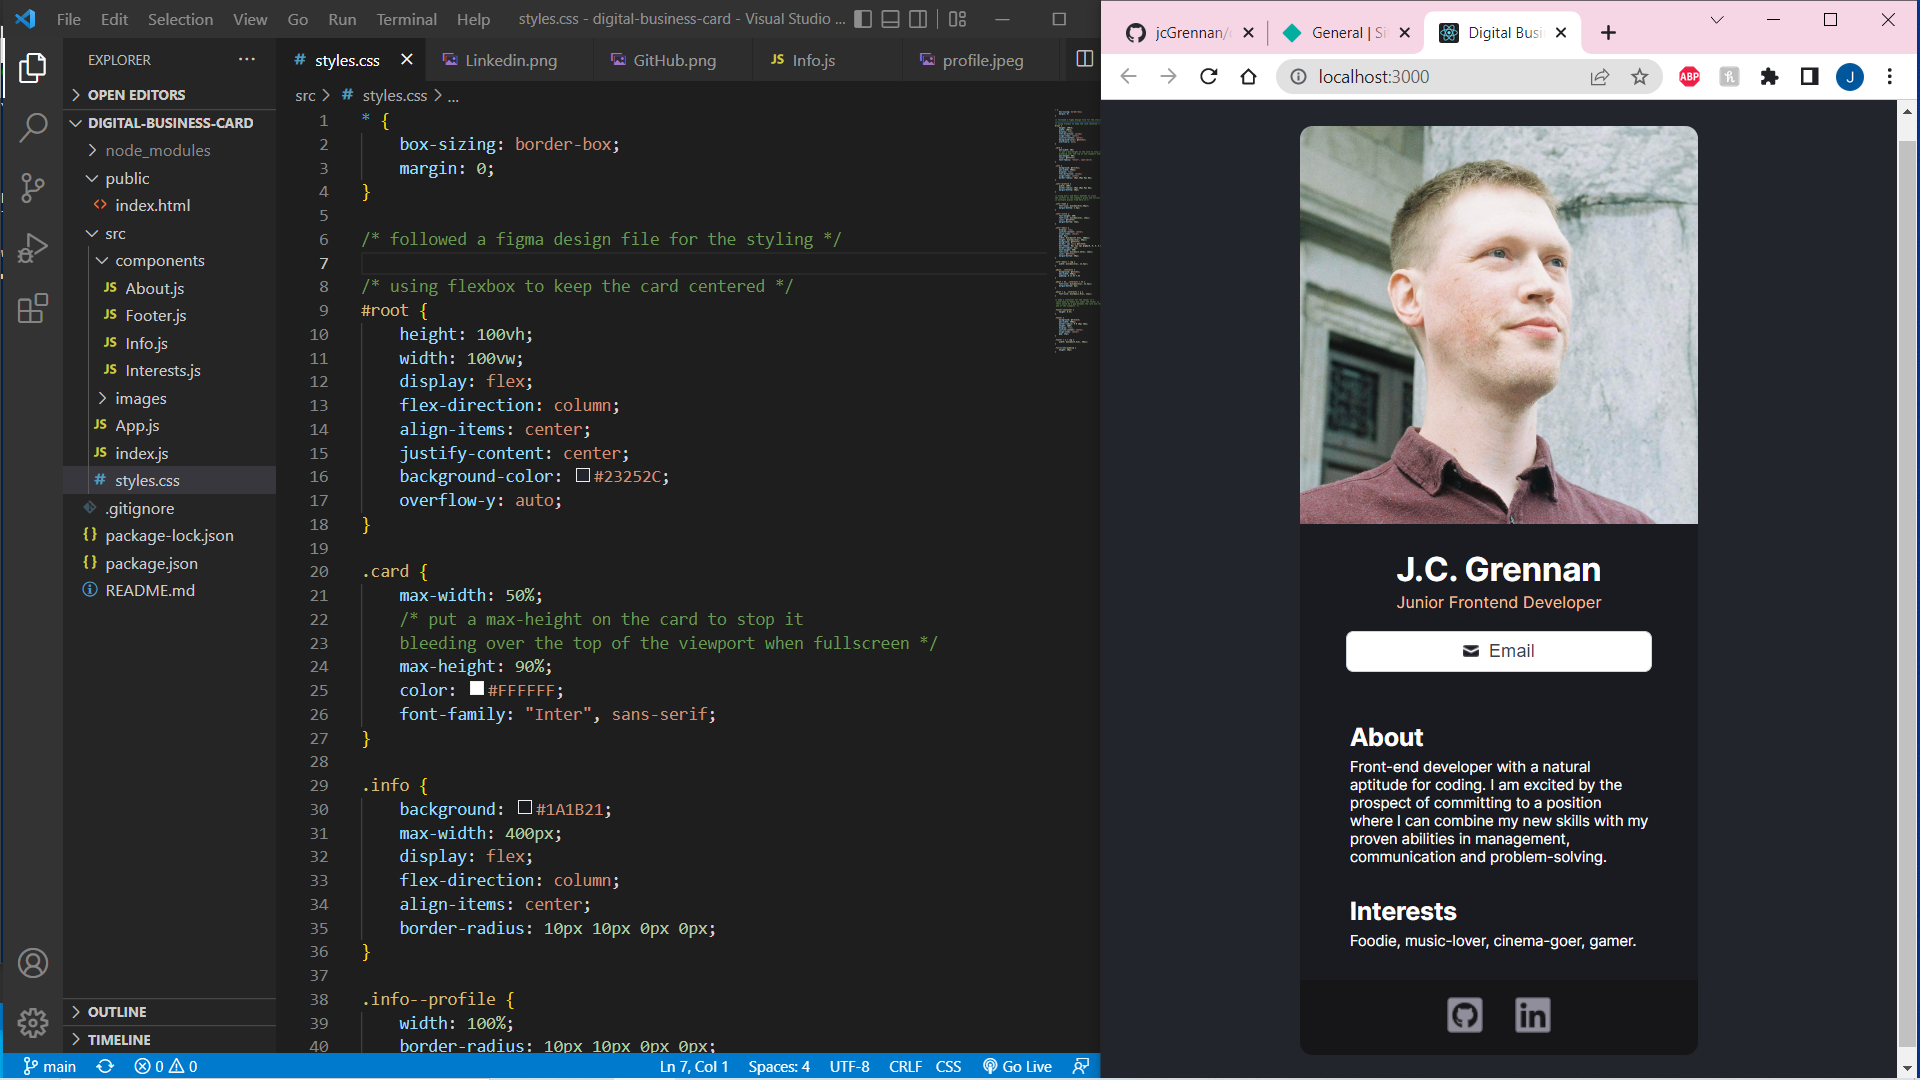 File Edit Selection View Go Run Terminal Help styles.css - digital-business-card - Visual Studio ...
EXPLORER ...
OPEN EDITORS
DIGITAL-BUSINESS-CARD
node_modules
public
index.html
src
components
JS About.js
JS Footer.js
JS Info.js
JS Interests.js
images
JS App.js
JS index.js
# styles.css
.gitignore
{} package-lock.json
{} package.json
README.md
OUTLINE
TIMELINE
# styles.css Linkedin.png GitHub.png JS Info.js profile.jpeg
src > # styles.css > ...
1 * {
2 box-sizing: border-box;
3 margin: 0;
4 }
5
6 /* followed a figma design file for the styling */
7
8 /* using flexbox to keep the card centered */
9 #root {
10 height: 100vh;
11 width: 100vw;
12 display: flex;
13 flex-direction: column;
14 align-items: center;
15 justify-content: center;
16 background-color: #23252C;
17 overflow-y: auto;
18 }
19
20 .card {
21 max-width: 50%;
22 /* put a max-height on the card to stop it
23 bleeding over the top of the viewport when fullscreen */
24 max-height: 90%;
25 color: #FFFFFF;
26 font-family: "Inter", sans-serif;
27 }
28
29 .info {
30 background: #1A1B21;
31 max-width: 400px;
32 display: flex;
33 flex-direction: column;
34 align-items: center;
35 border-radius: 10px 10px 0px 0px;
36 }
37
38 .info--profile {
39 width: 100%;
40 border-radius: 10px 10px 0px 0px;
main 0 0 Ln 7, Col 1 Spaces: 4 UTF-8 CRLF CSS Go Live
jcGrennan/ General | Si Digital Busi
localhost:3000
ABP
J
J.C. Grennan
Junior Frontend Developer
Email
About
Front-end developer with a natural
aptitude for coding. I am excited by the
prospect of committing to a position
where I can combine my new skills with my
proven abilities in management,
communication and problem-solving.
Interests
Foodie, music-lover, cinema-goer, gamer.
in